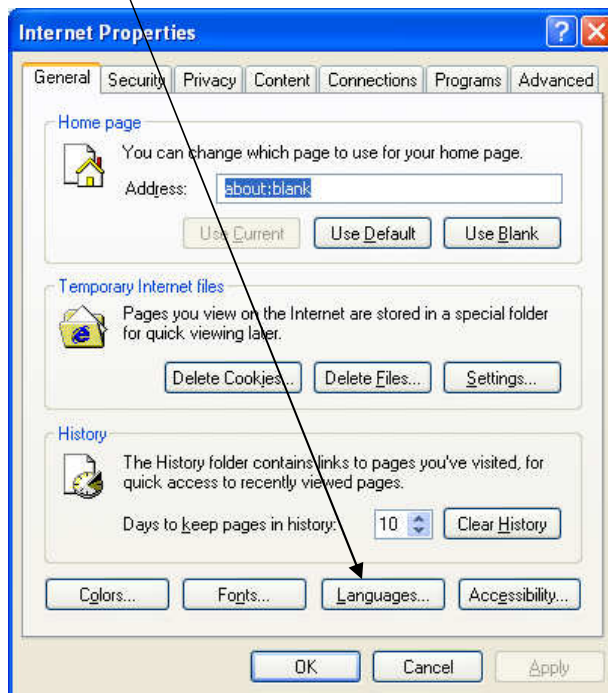 Internet Properties
General Security Privacy Content Connections Programs Advanced
Home page
You can change which page to use for your home page.
Address: about:blank
Use Current Use Default Use Blank
Temporary Internet files
Pages you view on the Internet are stored in a special folder
for quick viewing later.
Delete Cookies... Delete Files... Settings...
History
The History folder contains links to pages you've visited, for
quick access to recently viewed pages.
Days to keep pages in history: 10 Clear History
Colors... Fonts... Languages... Accessibility...
OK Cancel Apply